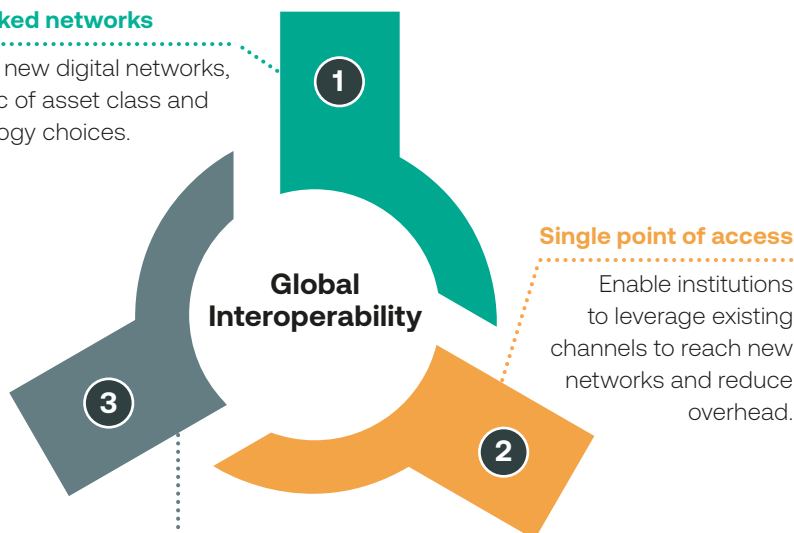 ked networks
new digital networks,
c of asset class and
ogy choices.
1
Single point of access
Enable institutions
to leverage existing
channels to reach new
networks and reduce
overhead.
Global
Interoperability
3
2